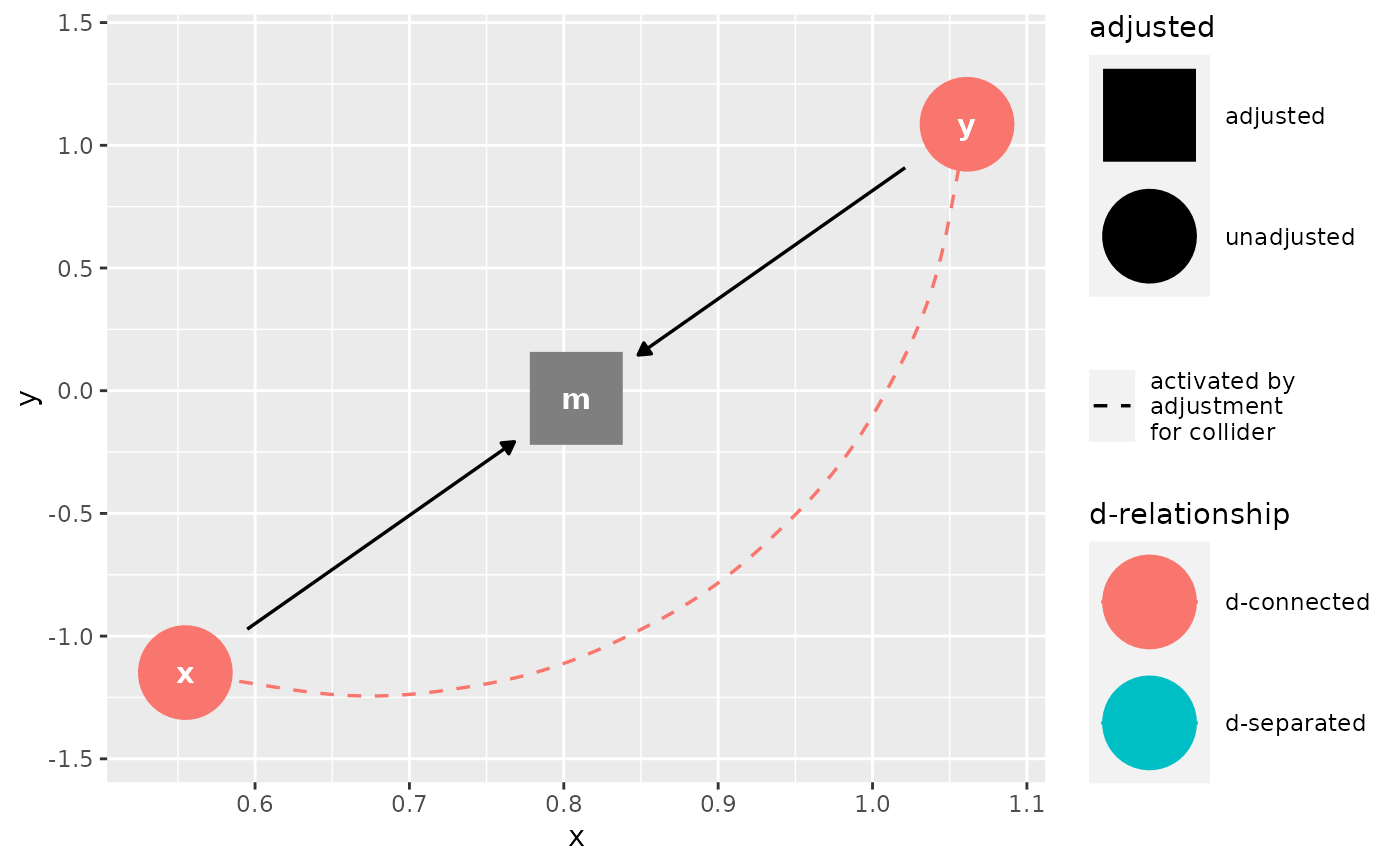 1.5
1.0
0.5
0.0
-0.5
-1.0
-1.5
y
0.6
0.7
0.8
0.9
1.0
1.1
x
y
m
x
adjusted
adjusted
unadjusted
activated by
adjustment
for collider
d-relationship
d-connected
d-separated